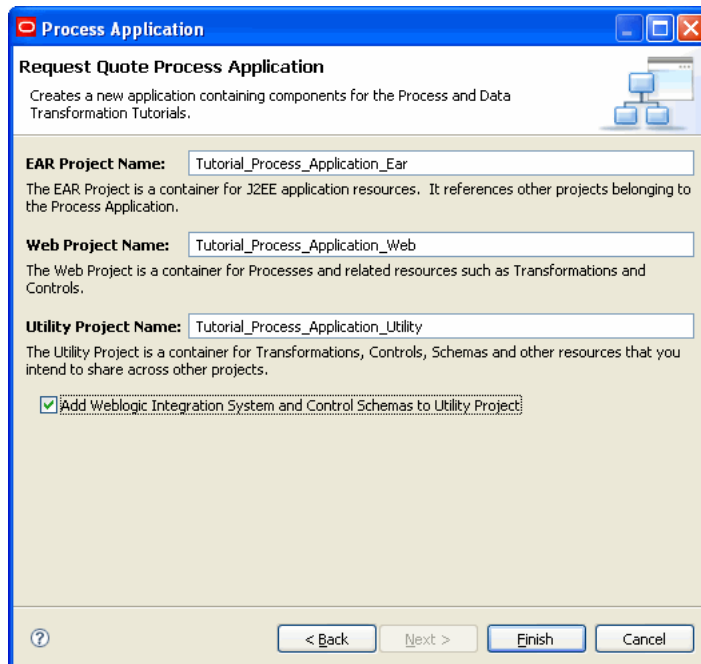 Process Application
Request Quote Process Application
Creates a new application containing components for the Process and Data
Transformation Tutorials.
EAR Project Name: Tutorial_Process_Application_Ear
The EAR Project is a container for J2EE application resources. It references other projects belonging to
the Process Application.
Web Project Name: Tutorial_Process_Application_Web
The Web Project is a container for Processes and related resources such as Transformations and
Controls.
Utility Project Name: Tutorial_Process_Application_Utility
The Utility Project is a container for Transformations, Controls, Schemas and other resources that you
intend to share across other projects.
Add Weblogic Integration System and Control Schemas to Utility Project
? < Back Next > Finish Cancel